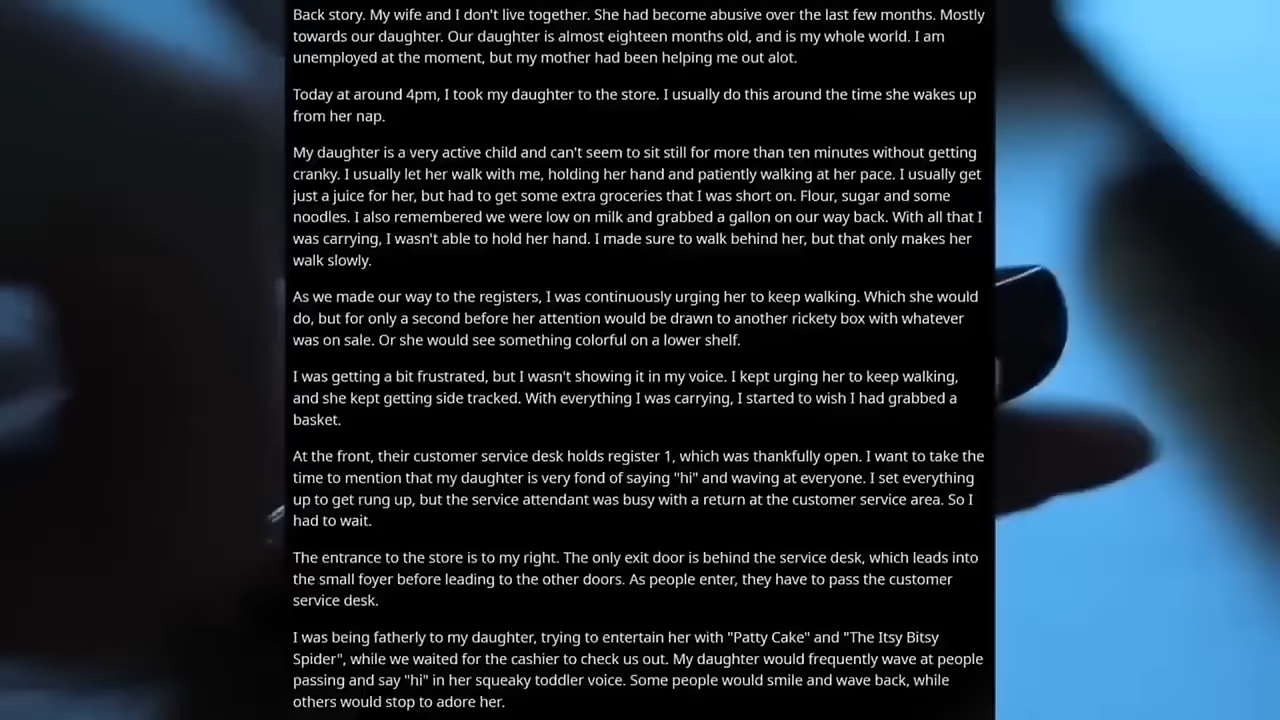 Back story. My wife and I don't live together. She had become abusive over the last few months. Mostly
towards our daughter. Our daughter is almost eighteen months old, and is my whole world. I am
unemployed at the moment, but my mother had been helping me out alot.
Today at around 4pm, I took my daughter to the store. I usually do this around the time she wakes up
from her nap.
My daughter is a very active child and can't seem to sit still for more than ten minutes without getting
cranky. I usually let her walk with me, holding her hand and patiently walking at her pace. I usually get
just a juice for her, but had to get some extra groceries that I was short on. Flour, sugar and some
noodles. I also remembered we were low on milk and grabbed a gallon on our way back. With all that I
was carrying, I wasn't able to hold her hand. I made sure to walk behind her, but that only makes her
walk slowly.
As we made our way to the registers, I was continuously urging her to keep walking. Which she would
do, but for only a second before her attention would be drawn to another rickety box with whatever
was on sale. Or she would see something colorful on a lower shelf.
I was getting a bit frustrated, but I wasn't showing it in my voice. I kept urging her to keep walking,
and she kept getting side tracked. With everything I was carrying, I started to wish I had grabbed a
basket.
At the front, their customer service desk holds register 1, which was thankfully open. I want to take the
time to mention that my daughter is very fond of saying "hi" and waving at everyone. I set everything
up to get rung up, but the service attendant was busy with a return at the customer service area. So I
had to wait.
The entrance to the store is to my right. The only exit door is behind the service desk, which leads into
the small foyer before leading to the other doors. As people enter, they have to pass the customer
service desk.
I was being fatherly to my daughter, trying to entertain her with "Patty Cake" and "The Itsy Bitsy
Spider", while we waited for the cashier to check us out. My daughter would frequently wave at people
passing and say "hi" in her squeaky toddler voice. Some people would smile and wave back, while
others would stop to adore her.